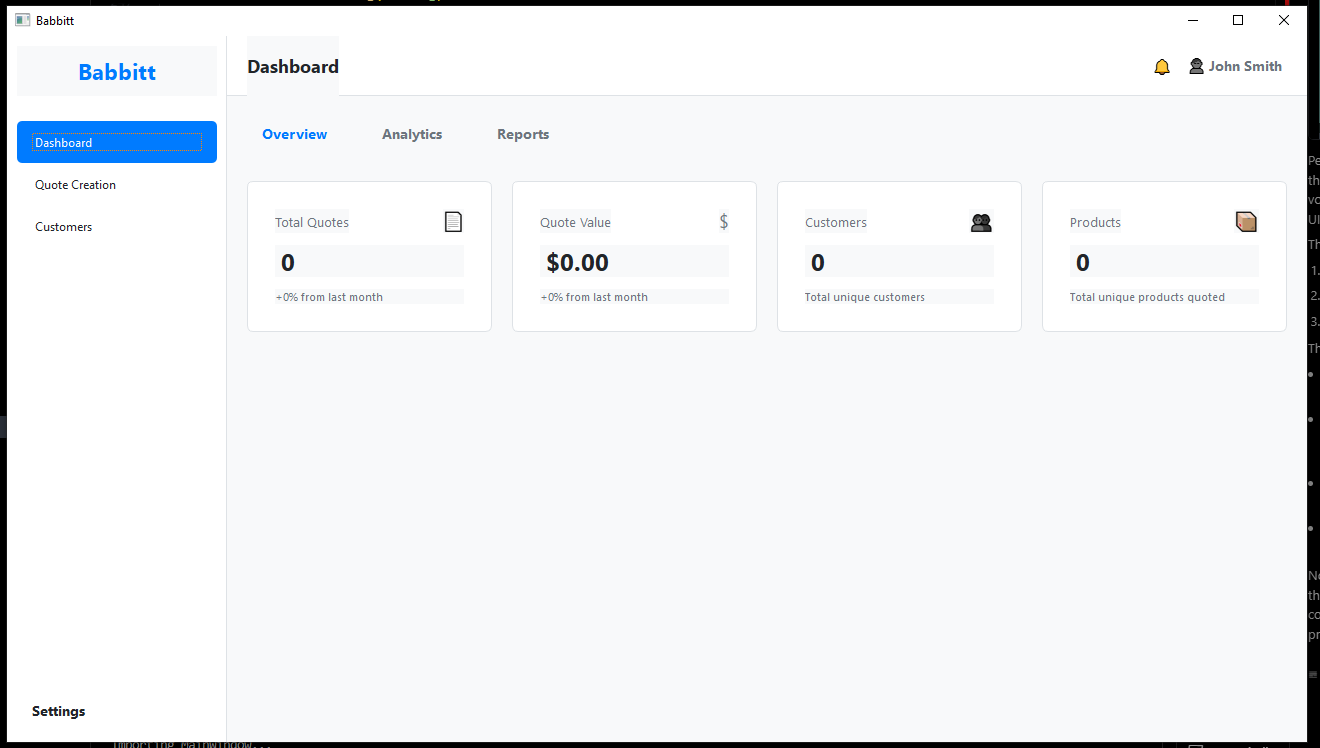 Babbitt
Babbitt
Dashboard
John Smith
Dashboard
Quote Creation
Customers
Settings
Overview
Analytics
Reports
Total Quotes
0
+0% from last month
Quote Value
$
$0.00
+0% from last month
Customers
0
Total unique customers
Products
0
Total unique products quoted
Importing MainWindow...